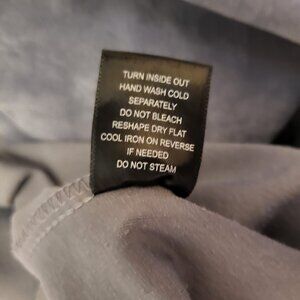 TURN INSIDE OUT
HAND WASH COLD
SEPARATELY
DO NOT BLEACH
RESHAPE DRY FLAT
COOL IRON ON REVERSE
IF NEEDED
DO NOT STEAM